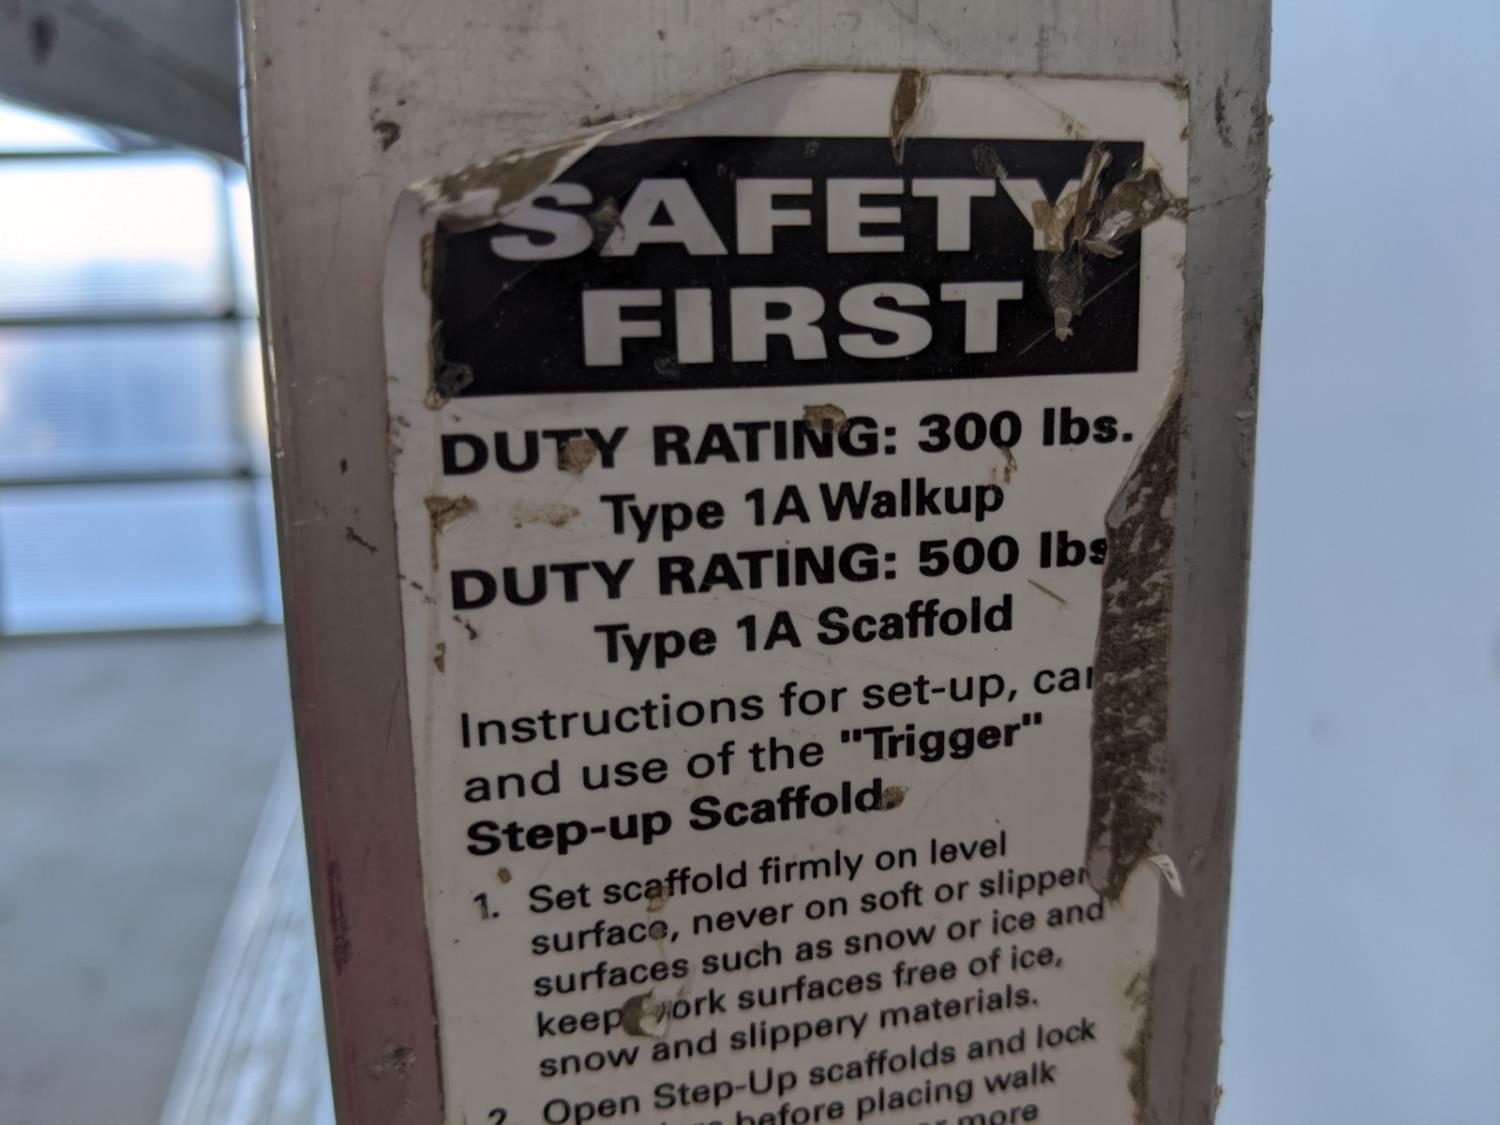 SAFETY
FIRST
DUTY RATING: 300 lbs.
Type 1A Walkup
DUTY RATING: 500 lbs
Type 1A Scaffold
Instructions for set-up,
and use of the "Trigger"
Step-up Scaffold.
1. Set scaffold firmly on level
surface, never on soft or slipper
surfaces such as snow or ice and
keep work surfaces free of ice,
snow and slippery materials.
2. Open Step-Up scaffolds and lock
before placing walk
more